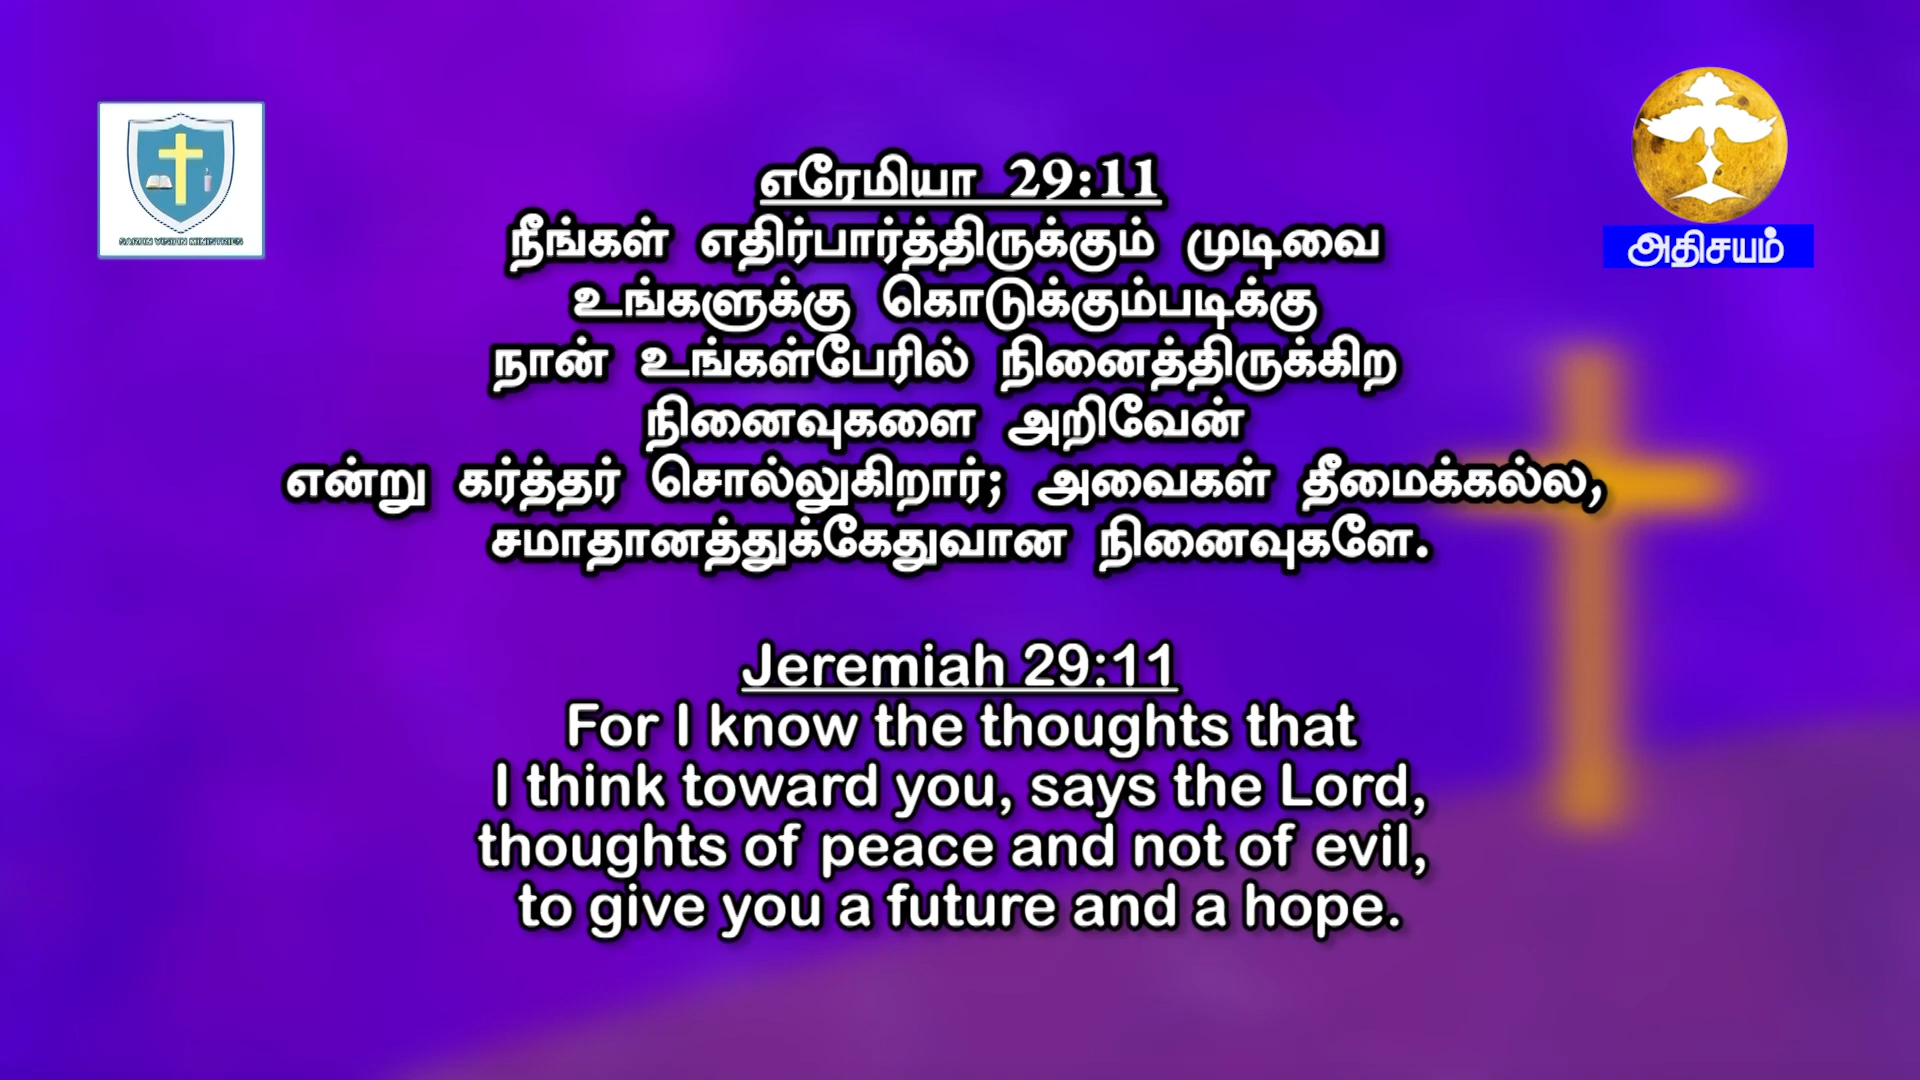 எரேமியா 29:11
நீங்கள் எதிர்பார்த்திருக்கும் முடிவை
உங்களுக்கு கொடுக்கும்படிக்கு
நான் உங்கள்பேரில் நினைத்திருக்கிற
நினைவுகளை அறிவேன்
என்று கர்த்தர் சொல்லுகிறார்; அவைகள் தீமைக்கல்ல,
சமாதானத்துக்கேதுவான நினைவுகளே.
Jeremiah 29:11
For I know the thoughts that
I think toward you, says the Lord,
thoughts of peace and not of evil,
to give you a future and a hope.
அதிசயம்